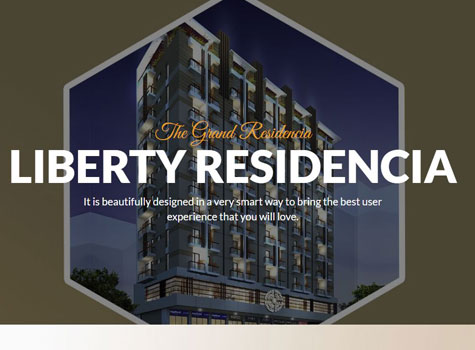 The Grand Residencia
LIBERTY RESIDENCIA
It is beautifully designed in a very smart way to bring the best user
experience that you will love.